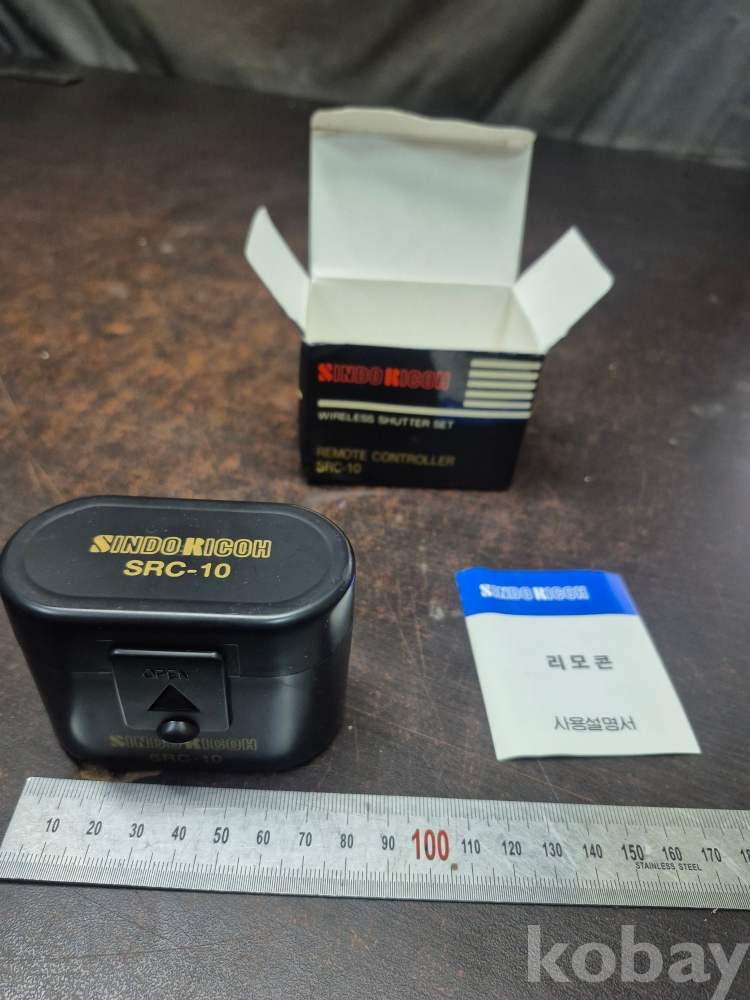 SINDO RICOH
WIRELESS SHUTTER SET
REMOTE CONTROLLER
SRC-10
SINDO RICOH
SRC-10
OPEN
SINDO RICOH
SRC-10
SINDO RICOH
리모콘
사용설명서
10 20 30 40 50 60 70 80 90 100 110 120 130 140 150 160 170
STAINLESS STEEL
kobay